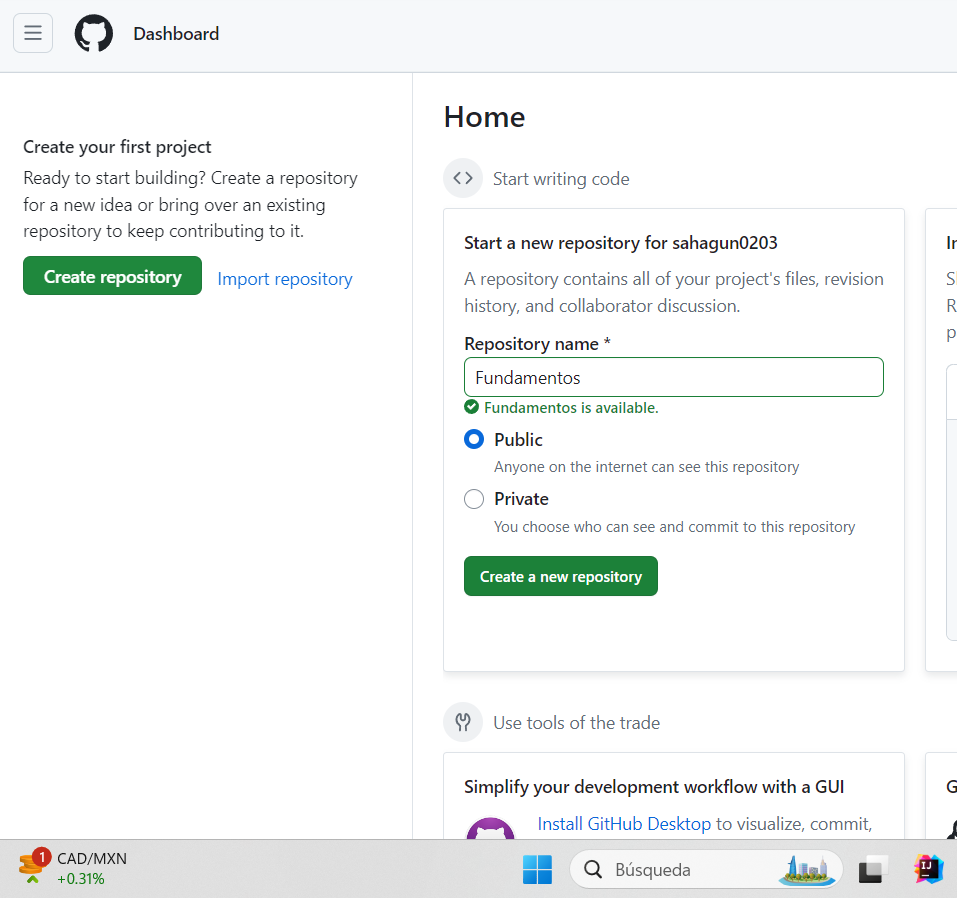 Dashboard
Create your first project
Ready to start building? Create a repository
for a new idea or bring over an existing
repository to keep contributing to it.
Create repository
Import repository
Home
Start writing code
Start a new repository for sahagun0203
A repository contains all of your project's files, revision
history, and collaborator discussion.
Repository name *
Fundamentos
Fundamentos is available.
Public
Anyone on the internet can see this repository
Private
You choose who can see and commit to this repository
Create a new repository
Use tools of the trade
Simplify your development workflow with a GUI
Install GitHub Desktop to visualize, commit,
1
CAD/MXN
+0.31%
Búsqueda
IJ